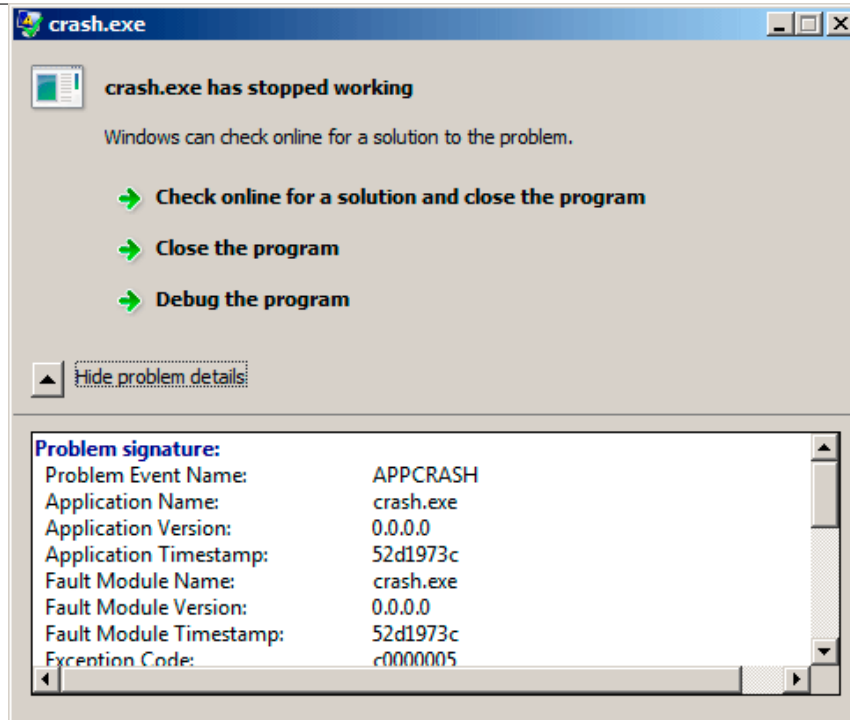 crash.exe
crash.exe has stopped working
Windows can check online for a solution to the problem.
Check online for a solution and close the program
Close the program
Debug the program
Hide problem details
Problem signature:
Problem Event Name: APPCRASH
Application Name: crash.exe
Application Version: 0.0.0.0
Application Timestamp: 52d1973c
Fault Module Name: crash.exe
Fault Module Version: 0.0.0.0
Fault Module Timestamp: 52d1973c
Exception Code: c0000005